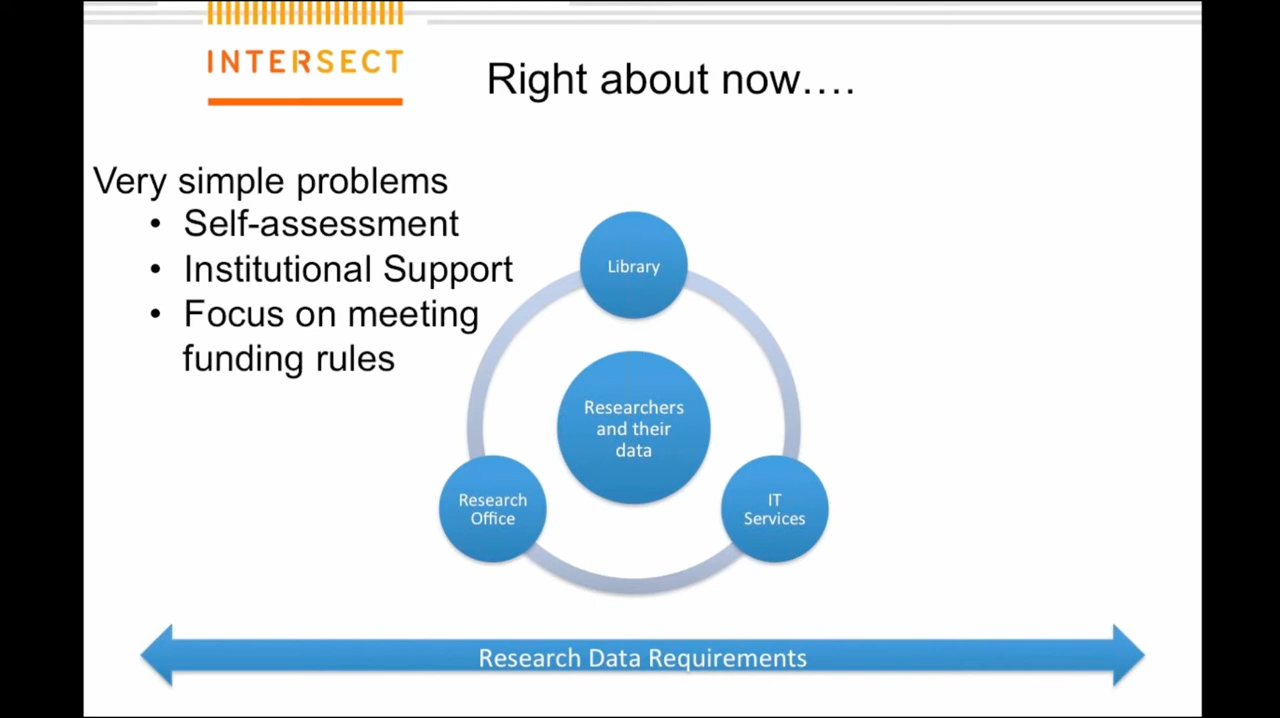 INTERSECT
Right about now….
Very simple problems
• Self-assessment
• Institutional Support
• Focus on meeting
funding rules
Library
Researchers
and their
data
Research
Office
IT
Services
Research Data Requirements